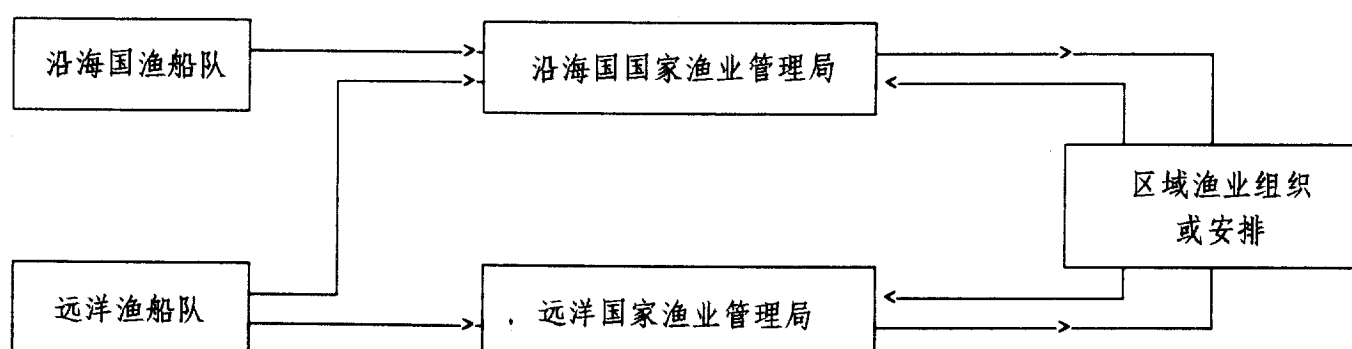 沿海国渔船队
沿海国国家渔业管理局
区域渔业组织
或安排
远洋渔船队
远洋国家渔业管理局